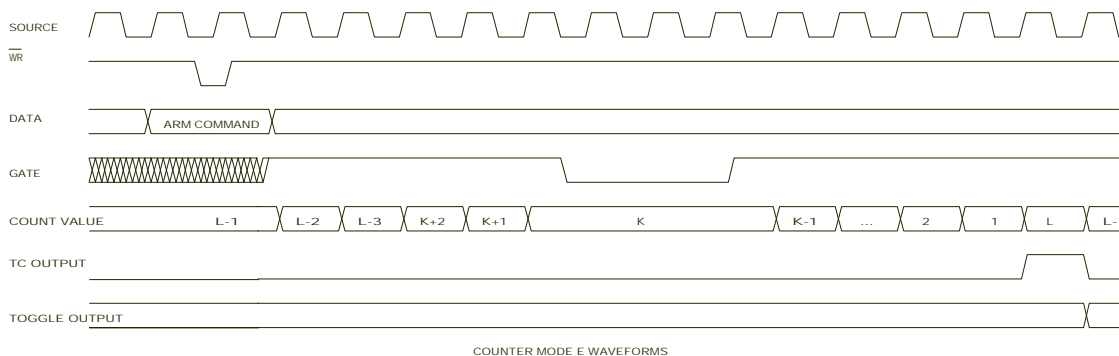 SOURCE
WR
DATA ARM COMMAND
GATE
COUNT VALUE L-1 L-2 L-3 K+2 K+1 K K-1 ... 2 1 L L-
TC OUTPUT
TOGGLE OUTPUT
COUNTER MODE E WAVEFORMS